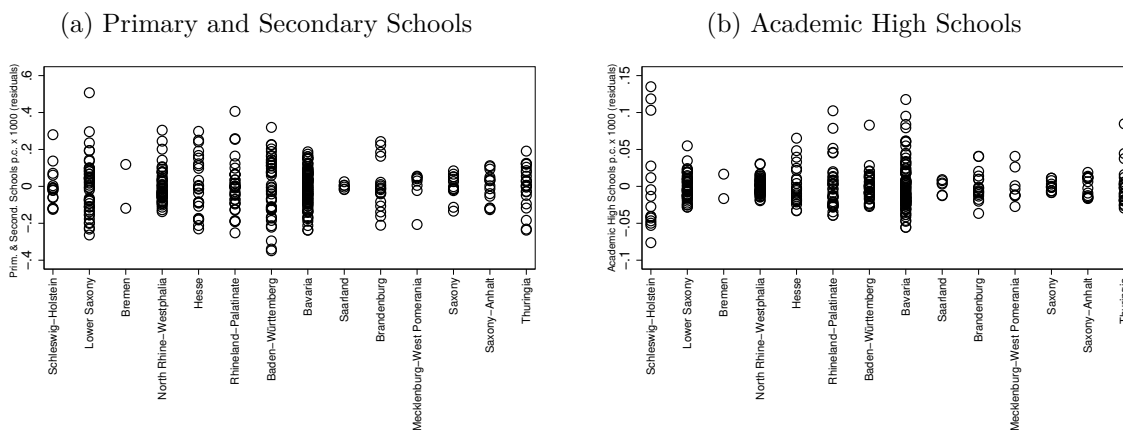 (a) Primary and Secondary Schools
Prim. & Second. Schools p.c. x 1000 (residuals)
.6
.4
.2
0
−.2
−.4
Schleswig−Holstein
Lower Saxony
Bremen
North Rhine−Westphalia
Hesse
Rhineland−Palatinate
Baden−Württemberg
Bavaria
Saarland
Brandenburg
Mecklenburg−West Pomerania
Saxony
Saxony−Anhalt
Thuringia
(b) Academic High Schools
Academic High Schools p.c. x 1000 (residuals)
.15
.1
.05
0
−.05
−.1
Schleswig−Holstein
Lower Saxony
Bremen
North Rhine−Westphalia
Hesse
Rhineland−Palatinate
Baden−Württemberg
Bavaria
Saarland
Brandenburg
Mecklenburg−West Pomerania
Saxony
Saxony−Anhalt
Thuringia